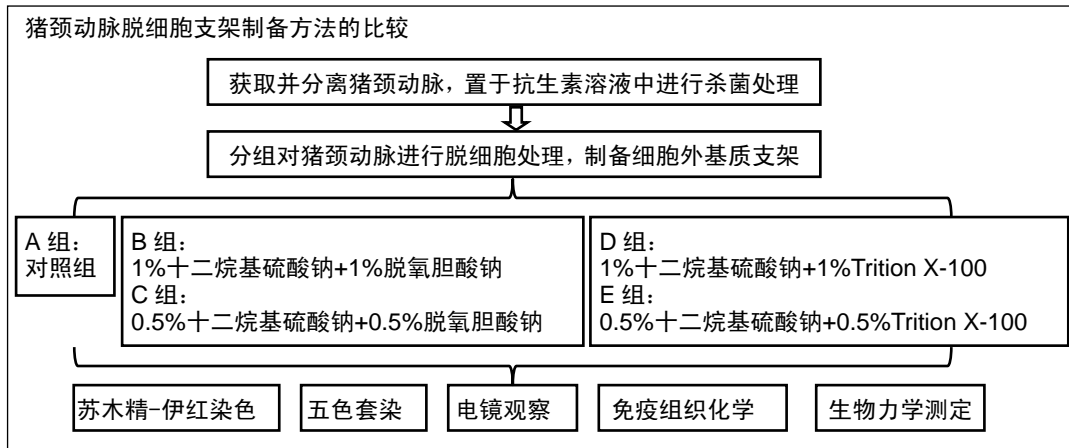 猪颈动脉脱细胞支架制备方法的比较
获取并分离猪颈动脉，置于抗生素溶液中进行杀菌处理
分组对猪颈动脉进行脱细胞处理，制备细胞外基质支架
A 组：
对照组
B 组：
1%十二烷基硫酸钠+1%脱氧胆酸钠
C 组：
0.5%十二烷基硫酸钠+0.5%脱氧胆酸钠
D 组：
1%十二烷基硫酸钠+1%Trition X-100
E 组：
0.5%十二烷基硫酸钠+0.5%Trition X-100
苏木精-伊红染色
五色套染
电镜观察
免疫组织化学
生物力学测定